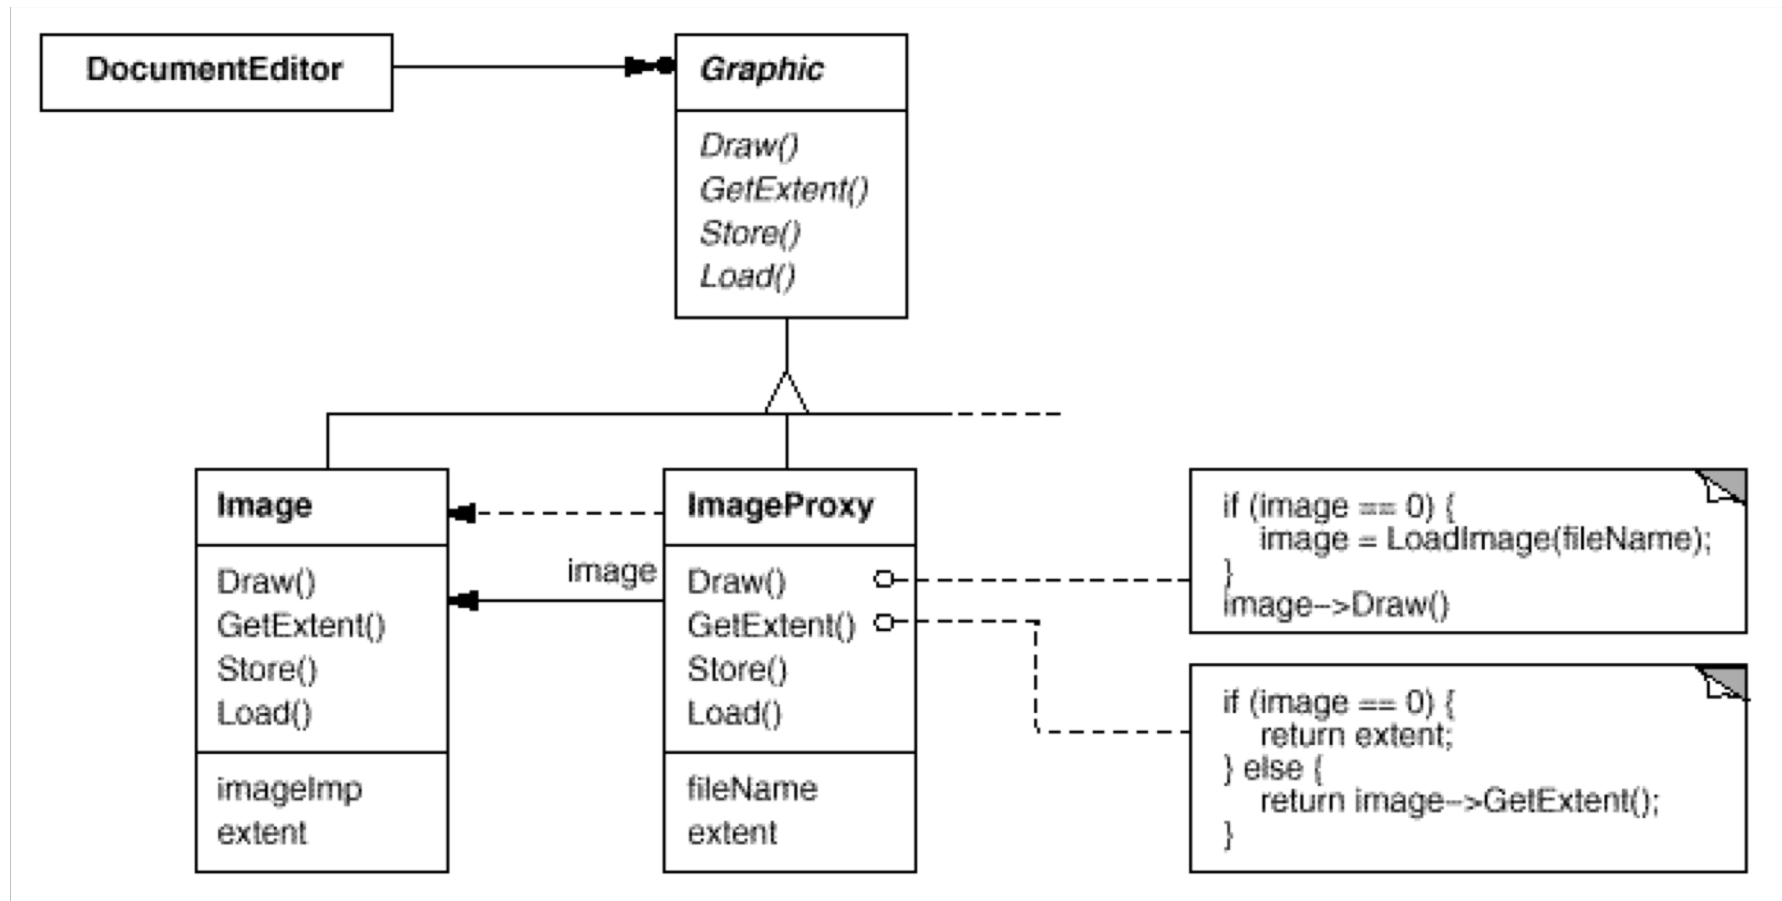 DocumentEditor
Graphic
Draw()
GetExtent()
Store()
Load()
Image
Draw()
GetExtent()
Store()
Load()
imageImp
extent
image
ImageProxy
Draw()
GetExtent()
Store()
Load()
fileName
extent
if (image == 0) {
image = LoadImage(fileName);
}
image->Draw()
if (image == 0) {
return extent;
} else {
return image->GetExtent();
}